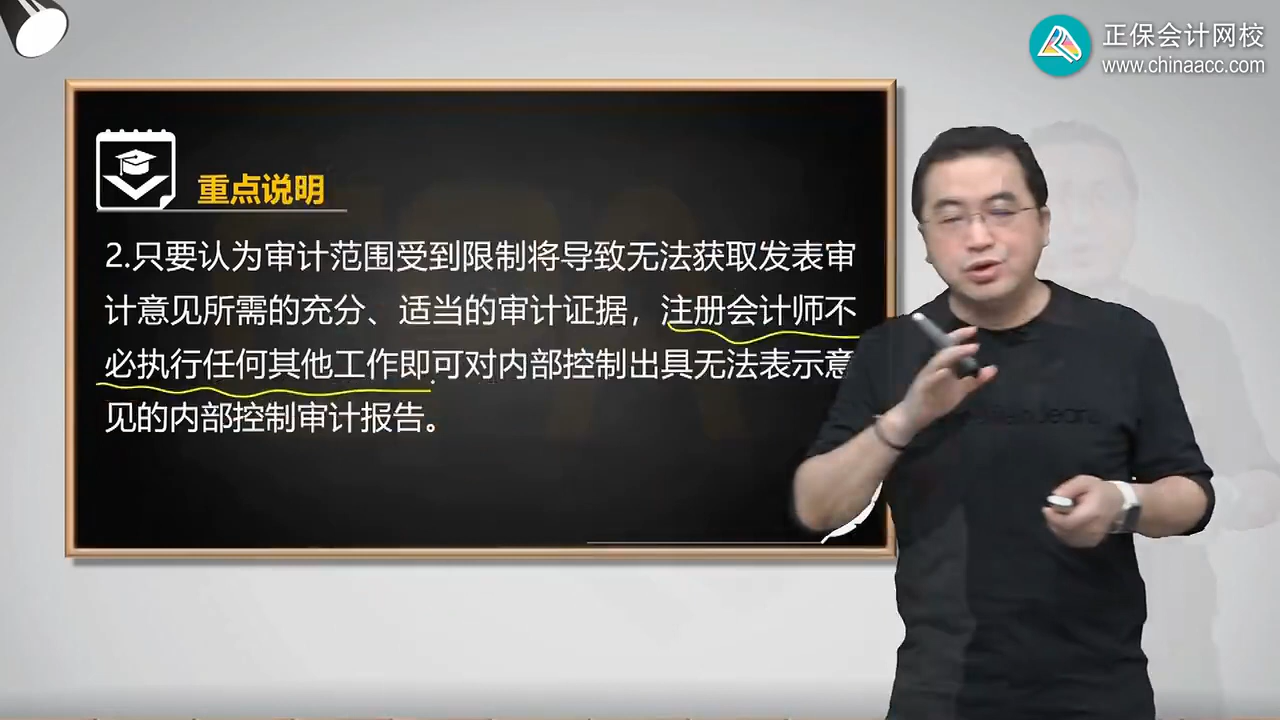 正保会计网校
www.chinaacc.com
重点说明
2.只要认为审计范围受到限制将导致无法获取发表审
计意见所需的充分、适当的审计证据，注册会计师不
必执行任何其他工作即可对内部控制出具无法表示意
见的内部控制审计报告。